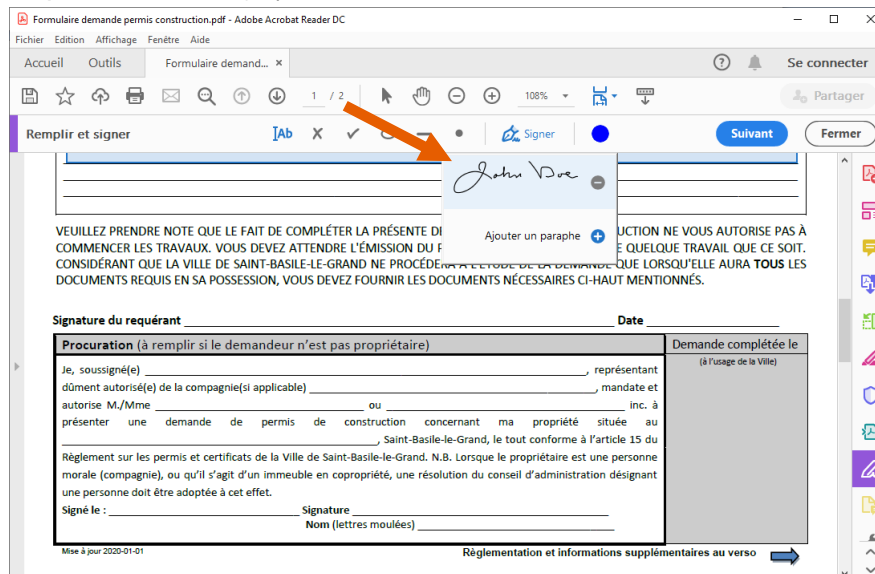 Formulaire demande permis construction.pdf - Adobe Acrobat Reader DC
Fichier Edition Affichage Fenêtre Aide
Accueil Outils Formulaire demand... × ? Se connecter
1 / 2 108% Partager
Remplir et signer Ab Signer Suivant Fermer
John Doe
Ajouter un paraphe
VEUILLEZ PRENDRE NOTE QUE LE FAIT DE COMPLÉTER LA PRÉSENTE UCTION NE VOUS AUTORISE PAS À
COMMENCER LES TRAVAUX. VOUS DEVEZ ATTENDRE L'ÉMISSION DU QUELQUE TRAVAIL QUE CE SOIT.
CONSIDÉRANT QUE LA VILLE DE SAINT-BASILE-LE-GRAND NE PROCÉDERA À L'ÉTUDE DE LA DEMANDE QUE LORSQU'ELLE AURA TOUS LES
DOCUMENTS REQUIS EN SA POSSESSION, VOUS DEVEZ FOURNIR LES DOCUMENTS NÉCESSAIRES CI-HAUT MENTIONNÉS.
Signature du requérant Date
Procuration (à remplir si le demandeur n'est pas propriétaire) Demande complétée le
(à l'usage de la Ville)
Je, soussigné(e) , représentant
dûment autorisé(e) de la compagnie(si applicable) , mandate et
autorise M./Mme ou inc. à
présenter une demande de permis de construction concernant ma propriété située au
, Saint-Basile-le-Grand, le tout conforme à l'article 15 du
Règlement sur les permis et certificats de la Ville de Saint-Basile-le-Grand. N.B. Lorsque le propriétaire est une personne
morale (compagnie), ou qu'il s'agit d'un immeuble en copropriété, une résolution du conseil d'administration désignant
une personne doit être adoptée à cet effet.
Signé le : Signature
Nom (lettres moulées)
Mise à jour 2020-01-01 Règlementation et informations supplémentaires au verso